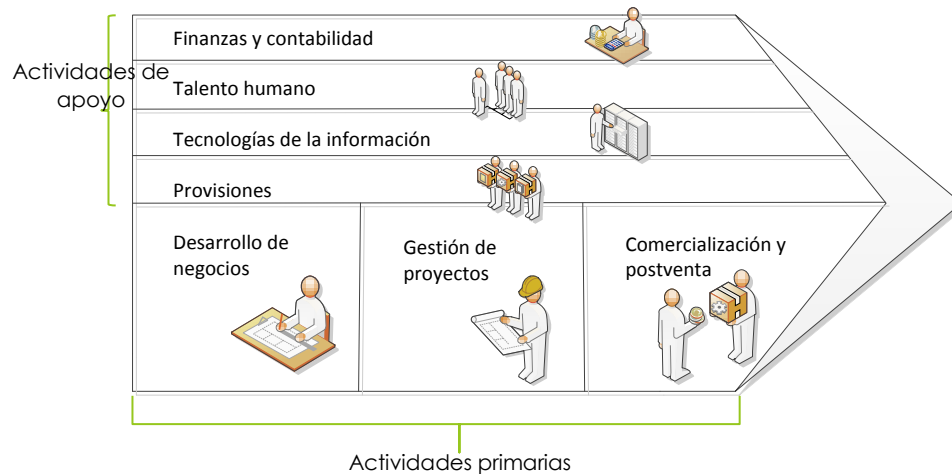 Finanzas y contabilidad
Actividades de
apoyo
Talento humano
Tecnologías de la información
Provisiones
Desarrollo de
negocios
Gestión de
proyectos
Comercialización y
postventa
Actividades primarias